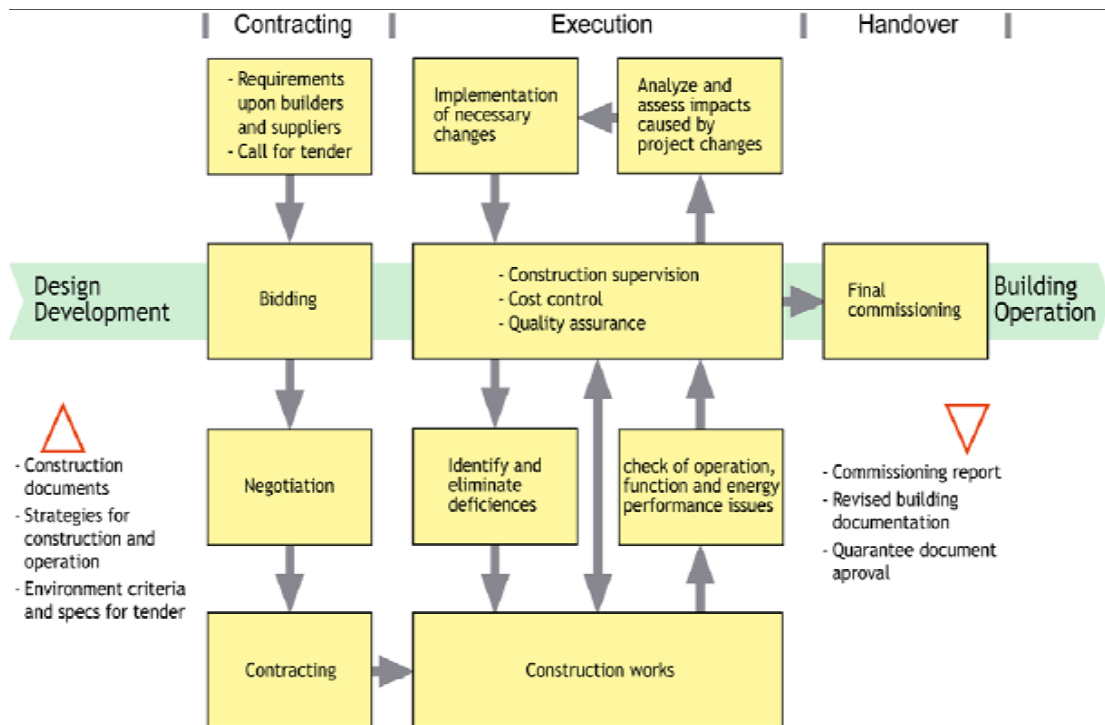 Contracting
Execution
Handover
- Requirements
upon builders
and suppliers
- Call for tender
Implementation
of necessary
changes
Analyze and
assess impacts
caused by
project changes
Design
Development
Bidding
- Construction supervision
- Cost control
- Quality assurance
Final
commissioning
Building
Operation
- Construction
documents
- Strategies for
construction and
operation
- Environment criteria
and specs for tender
Negotiation
Identify and
eliminate
deficiences
check of operation,
function and energy
performance issues
- Commissioning report
- Revised building
documentation
- Quarantee document
aproval
Contracting
Construction works